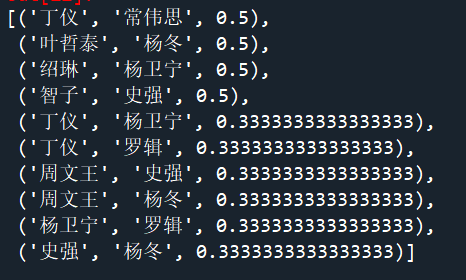 [('丁仪', '常伟思', 0.5),
('叶哲泰', '杨冬', 0.5),
('绍琳', '杨卫宁', 0.5),
('智子', '史强', 0.5),
('丁仪', '杨卫宁', 0.3333333333333333),
('丁仪', '罗辑', 0.3333333333333333),
('周文王', '史强', 0.3333333333333333),
('周文王', '杨冬', 0.3333333333333333),
('杨卫宁', '罗辑', 0.3333333333333333),
('史强', '杨冬', 0.3333333333333333)]